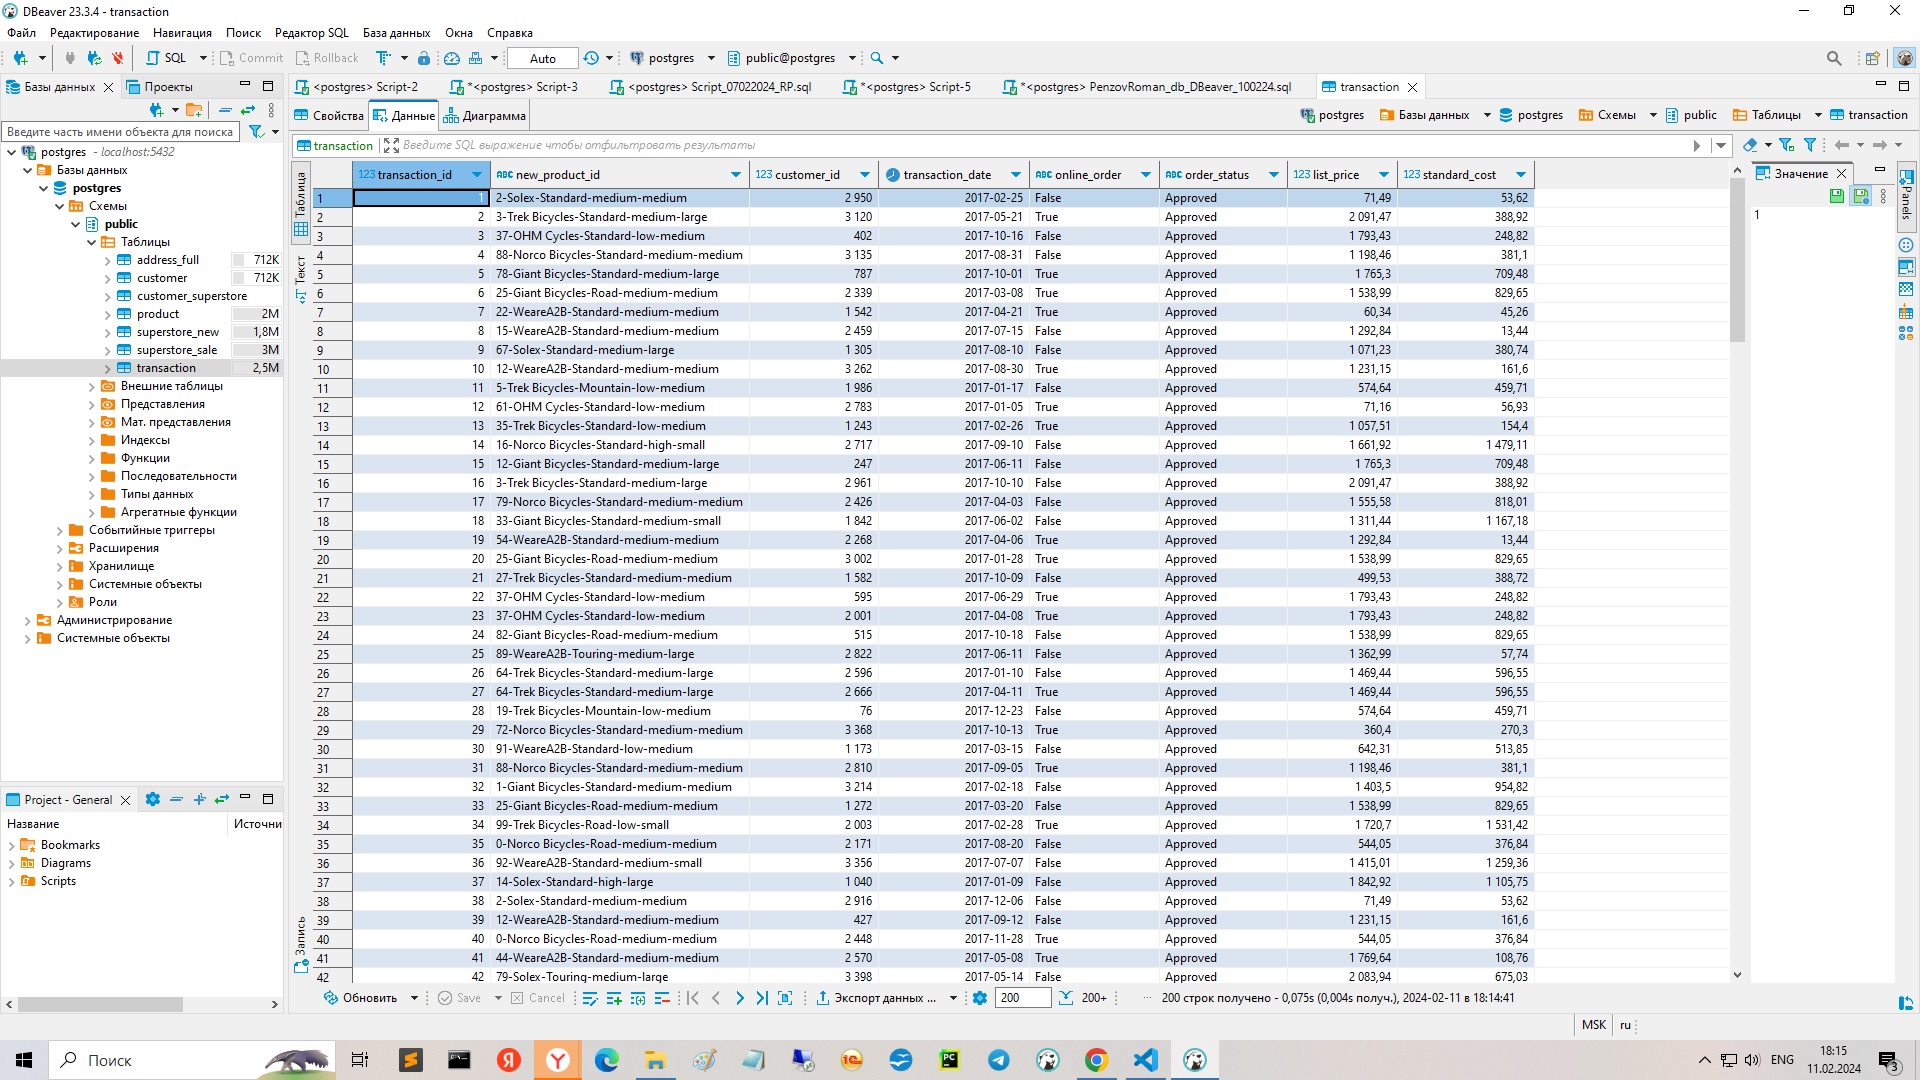 DBeaver 23.3.4 - transaction
Файл Редактирование Навигация Поиск Редактор SQL База данных Окна Справка
SQL Commit Rollback Auto postgres public@postgres
Базы данных Проекты
<postgres> Script-2 *<postgres> Script-3 <postgres> Script_07022024_RP.sql *<postgres> Script-5 *<postgres> PenzovRoman_db_DBeaver_100224.sql transaction
Свойства Данные Диаграмма postgres Базы данных postgres Схемы public Таблицы transaction
Введите часть имени объекта для поиска
transaction Введите SQL выражение чтобы отфильтровать результаты
postgres - localhost:5432
Базы данных
postgres
Схемы
public
Таблицы
address_full 712K
customer 712K
customer_superstore
product 2M
superstore_new 1,8M
superstore_sale 3M
transaction 2,5M
Внешние таблицы
Представления
Мат. представления
Индексы
Функции
Последовательности
Типы данных
Агрегатные функции
Событийные триггеры
Расширения
Хранилище
Системные объекты
Роли
Администрирование
Системные объекты
Project - General
Название Источни
Bookmarks
Diagrams
Scripts
Таблица
Текст
Запись
123 transaction_id ABC new_product_id 123 customer_id transaction_date ABC online_order ABC order_status 123 list_price 123 standard_cost
1 1 2-Solex-Standard-medium-medium 2 950 2017-02-25 False Approved 71,49 53,62
2 2 3-Trek Bicycles-Standard-medium-large 3 120 2017-05-21 True Approved 2 091,47 388,92
3 3 37-OHM Cycles-Standard-low-medium 402 2017-10-16 False Approved 1 793,43 248,82
4 4 88-Norco Bicycles-Standard-medium-medium 3 135 2017-08-31 False Approved 1 198,46 381,1
5 5 78-Giant Bicycles-Standard-medium-large 787 2017-10-01 True Approved 1 765,3 709,48
6 6 25-Giant Bicycles-Road-medium-medium 2 339 2017-03-08 True Approved 1 538,99 829,65
7 7 22-WeareA2B-Standard-medium-medium 1 542 2017-04-21 True Approved 60,34 45,26
8 8 15-WeareA2B-Standard-medium-medium 2 459 2017-07-15 False Approved 1 292,84 13,44
9 9 67-Solex-Standard-medium-large 1 305 2017-08-10 False Approved 1 071,23 380,74
10 10 12-WeareA2B-Standard-medium-medium 3 262 2017-08-30 True Approved 1 231,15 161,6
11 11 5-Trek Bicycles-Mountain-low-medium 1 986 2017-01-17 False Approved 574,64 459,71
12 12 61-OHM Cycles-Standard-low-medium 2 783 2017-01-05 True Approved 71,16 56,93
13 13 35-Trek Bicycles-Standard-low-medium 1 243 2017-02-26 True Approved 1 057,51 154,4
14 14 16-Norco Bicycles-Standard-high-small 2 717 2017-09-10 False Approved 1 661,92 1 479,11
15 15 12-Giant Bicycles-Standard-medium-large 247 2017-06-11 False Approved 1 765,3 709,48
16 16 3-Trek Bicycles-Standard-medium-large 2 961 2017-10-10 False Approved 2 091,47 388,92
17 17 79-Norco Bicycles-Standard-medium-medium 2 426 2017-04-03 False Approved 1 555,58 818,01
18 18 33-Giant Bicycles-Standard-medium-small 1 842 2017-06-02 False Approved 1 311,44 1 167,18
19 19 54-WeareA2B-Standard-medium-medium 2 268 2017-04-06 True Approved 1 292,84 13,44
20 20 25-Giant Bicycles-Road-medium-medium 3 002 2017-01-28 True Approved 1 538,99 829,65
21 21 27-Trek Bicycles-Standard-medium-medium 1 582 2017-10-09 False Approved 499,53 388,72
22 22 37-OHM Cycles-Standard-low-medium 595 2017-06-29 True Approved 1 793,43 248,82
23 23 37-OHM Cycles-Standard-low-medium 2 001 2017-04-08 True Approved 1 793,43 248,82
24 24 82-Giant Bicycles-Road-medium-medium 515 2017-10-18 False Approved 1 538,99 829,65
25 25 89-WeareA2B-Touring-medium-large 2 822 2017-06-11 False Approved 1 362,99 57,74
26 26 64-Trek Bicycles-Standard-medium-large 2 596 2017-01-10 False Approved 1 469,44 596,55
27 27 64-Trek Bicycles-Standard-medium-large 2 666 2017-04-11 True Approved 1 469,44 596,55
28 28 19-Trek Bicycles-Mountain-low-medium 76 2017-12-23 False Approved 574,64 459,71
29 29 72-Norco Bicycles-Standard-medium-medium 3 368 2017-10-13 True Approved 360,4 270,3
30 30 91-WeareA2B-Standard-low-medium 1 173 2017-03-15 False Approved 642,31 513,85
31 31 88-Norco Bicycles-Standard-medium-medium 2 810 2017-09-05 True Approved 1 198,46 381,1
32 32 1-Giant Bicycles-Standard-medium-medium 3 214 2017-02-18 False Approved 1 403,5 954,82
33 33 25-Giant Bicycles-Road-medium-medium 1 272 2017-03-20 False Approved 1 538,99 829,65
34 34 99-Trek Bicycles-Road-low-small 2 003 2017-02-28 True Approved 1 720,7 1 531,42
35 35 0-Norco Bicycles-Road-medium-medium 2 171 2017-08-20 False Approved 544,05 376,84
36 36 92-WeareA2B-Standard-medium-small 3 356 2017-07-07 False Approved 1 415,01 1 259,36
37 37 14-Solex-Standard-high-large 1 040 2017-01-09 False Approved 1 842,92 1 105,75
38 38 2-Solex-Standard-medium-medium 2 916 2017-12-06 False Approved 71,49 53,62
39 39 12-WeareA2B-Standard-medium-medium 427 2017-09-12 False Approved 1 231,15 161,6
40 40 0-Norco Bicycles-Road-medium-medium 2 448 2017-11-28 True Approved 544,05 376,84
41 41 44-WeareA2B-Standard-medium-medium 2 570 2017-05-08 True Approved 1 769,64 108,76
42 42 79-Solex-Touring-medium-large 3 398 2017-05-14 False Approved 2 083,94 675,03
Значение
1
Panels
Обновить Save Cancel Экспорт данных ... 200 200+ ··· 200 строк получено - 0,075s (0,004s получ.), 2024-02-11 в 18:14:41
MSK ru
Поиск
ENG 18:15
11.02.2024
3